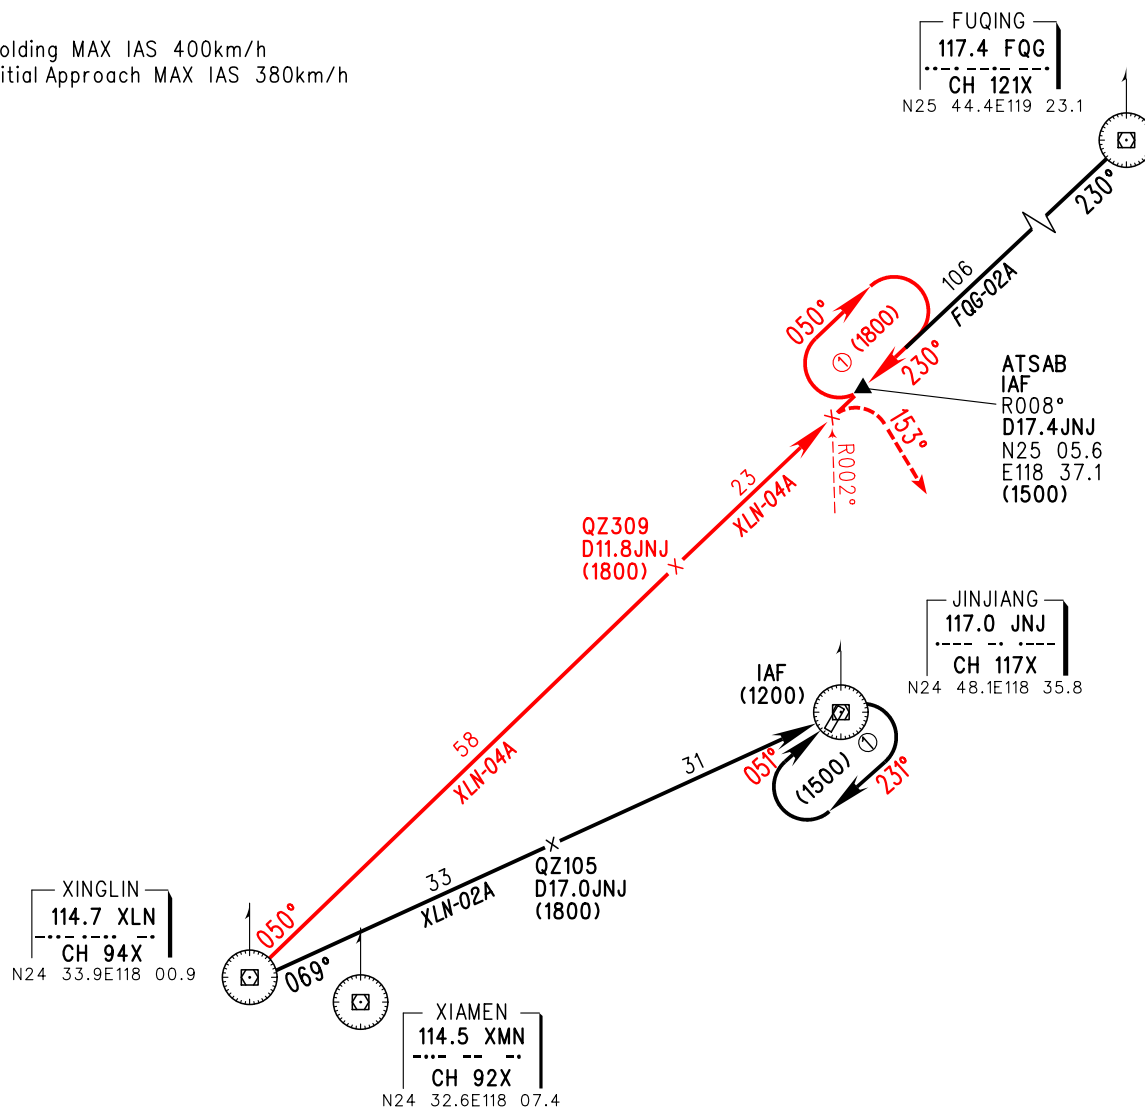 olding MAX IAS 400km/h
itial Approach MAX IAS 380km/h
FUQING
117.4 FQG
CH 121X
N25 44.4E119 23.1
230°
106
FQG-02A
050°
① (1800)
230°
ATSAB
IAF
R008°
D17.4JNJ
N25 05.6
E118 37.1
(1500)
153°
R002°
23
XLN-04A
QZ309
D11.8JNJ
(1800)
JINJIANG
117.0 JNJ
CH 117X
N24 48.1E118 35.8
IAF
(1200)
58
XLN-04A
31
051°
(1500) ①
231°
33
XLN-02A
QZ105
D17.0JNJ
(1800)
XINGLIN
114.7 XLN
CH 94X
N24 33.9E118 00.9
050°
069°
XIAMEN
114.5 XMN
CH 92X
N24 32.6E118 07.4